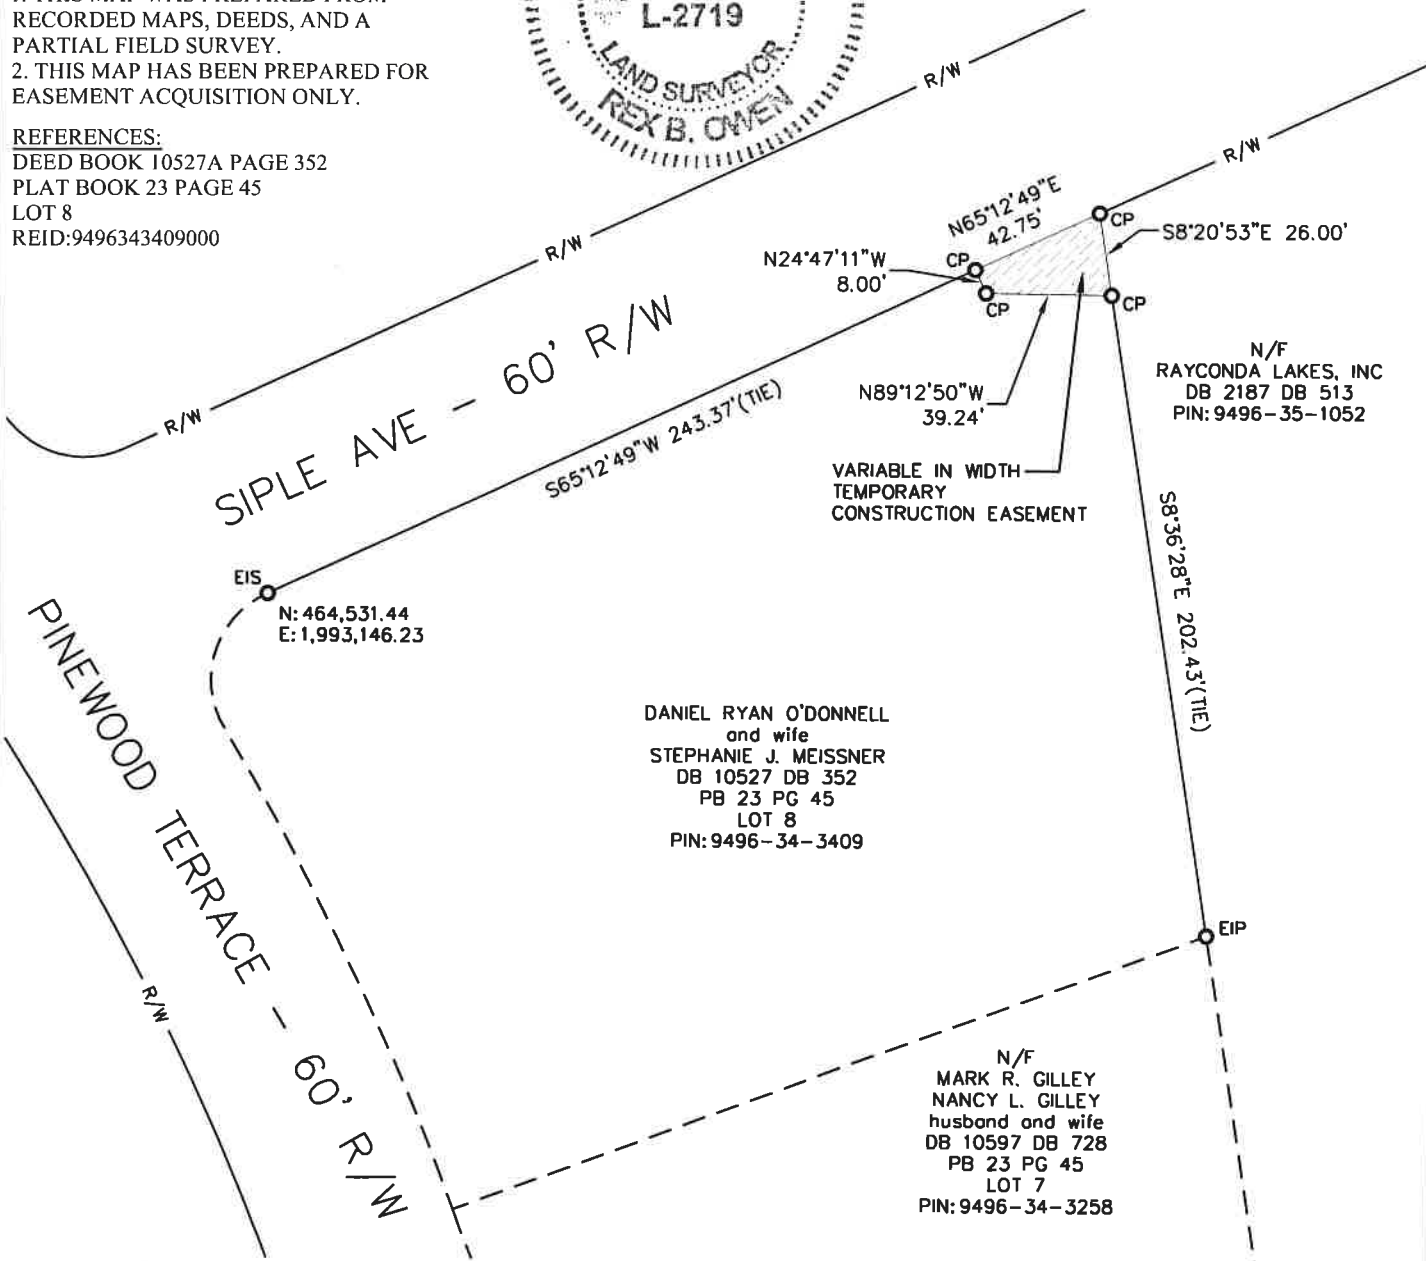 1. THIS MAP WAS PREPARED FROM
RECORDED MAPS, DEEDS, AND A
PARTIAL FIELD SURVEY.
2. THIS MAP HAS BEEN PREPARED FOR
EASEMENT ACQUISITION ONLY.
REFERENCES:
DEED BOOK 10527A PAGE 352
PLAT BOOK 23 PAGE 45
LOT 8
REID:9496343409000
L-2719
LAND SURVEYOR
REX B. OWEN
R/W
R/W
R/W
R/W
N65°12'49"E
42.75'
CP
S8°20'53"E 26.00'
N24°47'11"W
8.00'
CP
CP
CP
N89°12'50"W
39.24'
N/F
RAYCONDA LAKES, INC
DB 2187 DB 513
PIN: 9496-35-1052
VARIABLE IN WIDTH
TEMPORARY
CONSTRUCTION EASEMENT
SIPLE AVE - 60' R/W
S65°12'49"W 243.37'(TIE)
S8°36'28"E 202.43'(TIE)
EIS
N: 464,531.44
E: 1,993,146.23
PINEWOOD TERRACE - 60' R/W
DANIEL RYAN O'DONNELL
and wife
STEPHANIE J. MEISSNER
DB 10527 DB 352
PB 23 PG 45
LOT 8
PIN: 9496-34-3409
EIP
R/W
N/F
MARK R. GILLEY
NANCY L. GILLEY
husband and wife
DB 10597 DB 728
PB 23 PG 45
LOT 7
PIN: 9496-34-3258